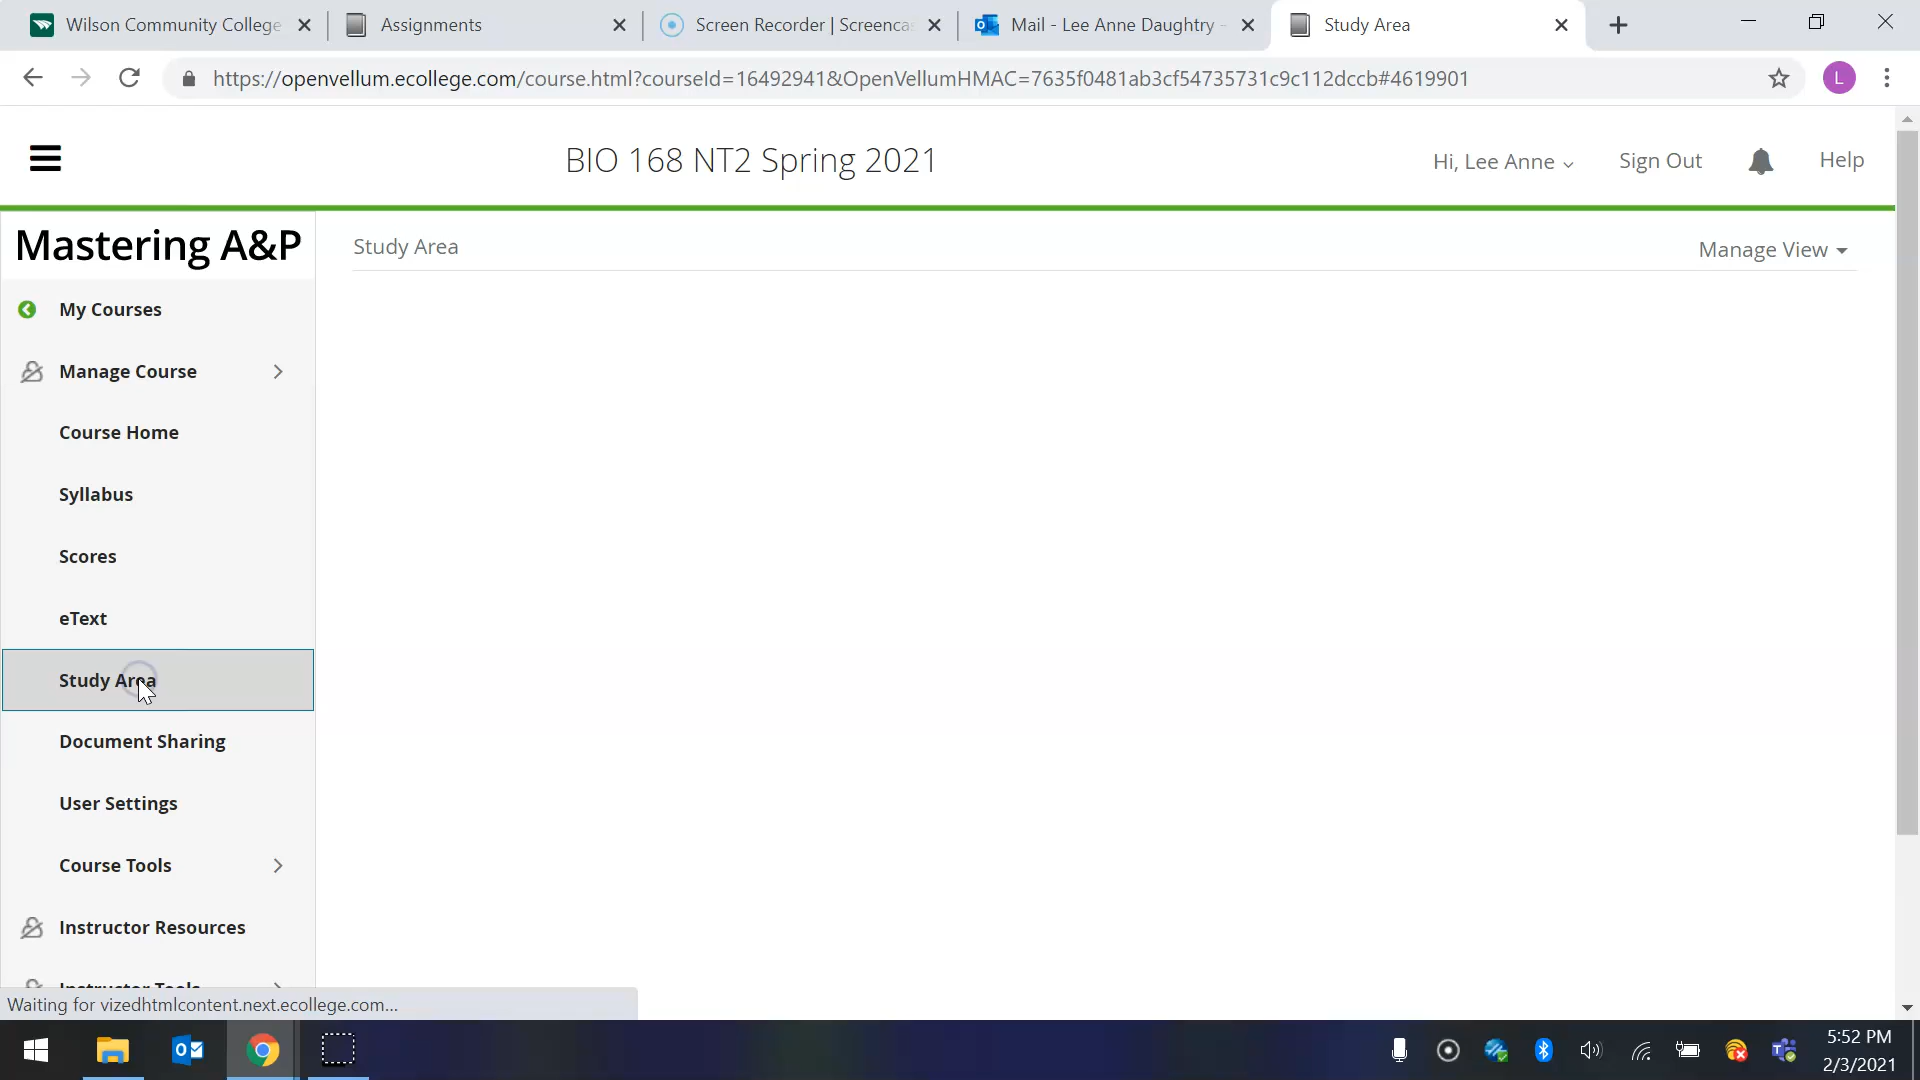 Wilson Community College
Assignments
Screen Recorder | Screenca
Mail - Lee Anne Daughtry -
Study Area
https://openvellum.ecollege.com/course.html?courseId=16492941&OpenVellumHMAC=7635f0481ab3cf54735731c9c112dccb#4619901
L
BIO 168 NT2 Spring 2021
Hi, Lee Anne
Sign Out
Help
Mastering A&P
Study Area
Manage View
My Courses
Manage Course
Course Home
Syllabus
Scores
eText
Study Area
Document Sharing
User Settings
Course Tools
Instructor Resources
Instructor Tools
Waiting for vizedhtmlcontent.next.ecollege.com...
5:52 PM
2/3/2021